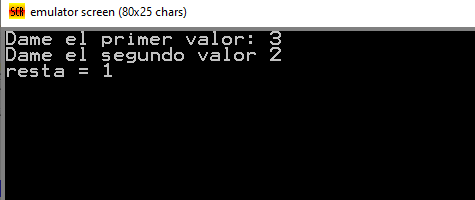 emulator screen (80x25 chars)
Dame el primer valor: 3
Dame el segundo valor 2
resta = 1